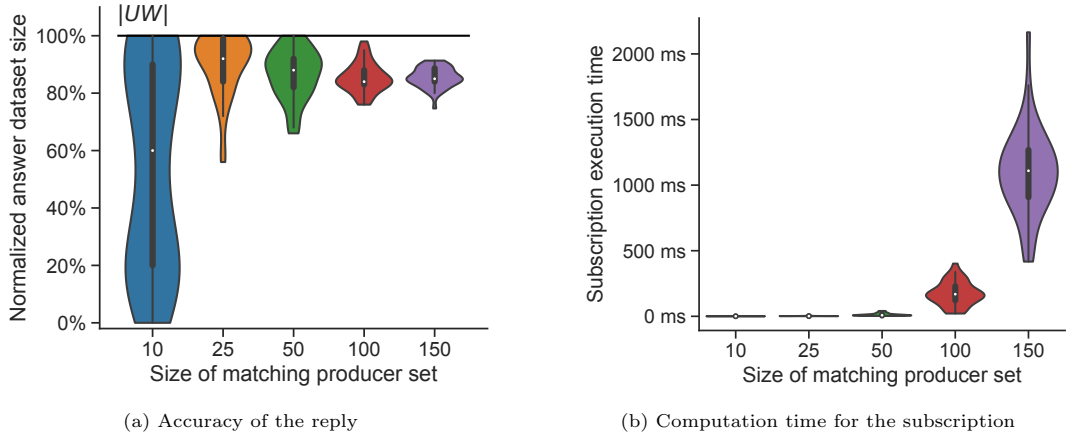 |UW|
Normalized answer dataset size
100%
80%
60%
40%
20%
0%
10 25 50 100 150
Size of matching producer set
(a) Accuracy of the reply
Subscription execution time
2000 ms
1500 ms
1000 ms
500 ms
0 ms
10 25 50 100 150
Size of matching producer set
(b) Computation time for the subscription